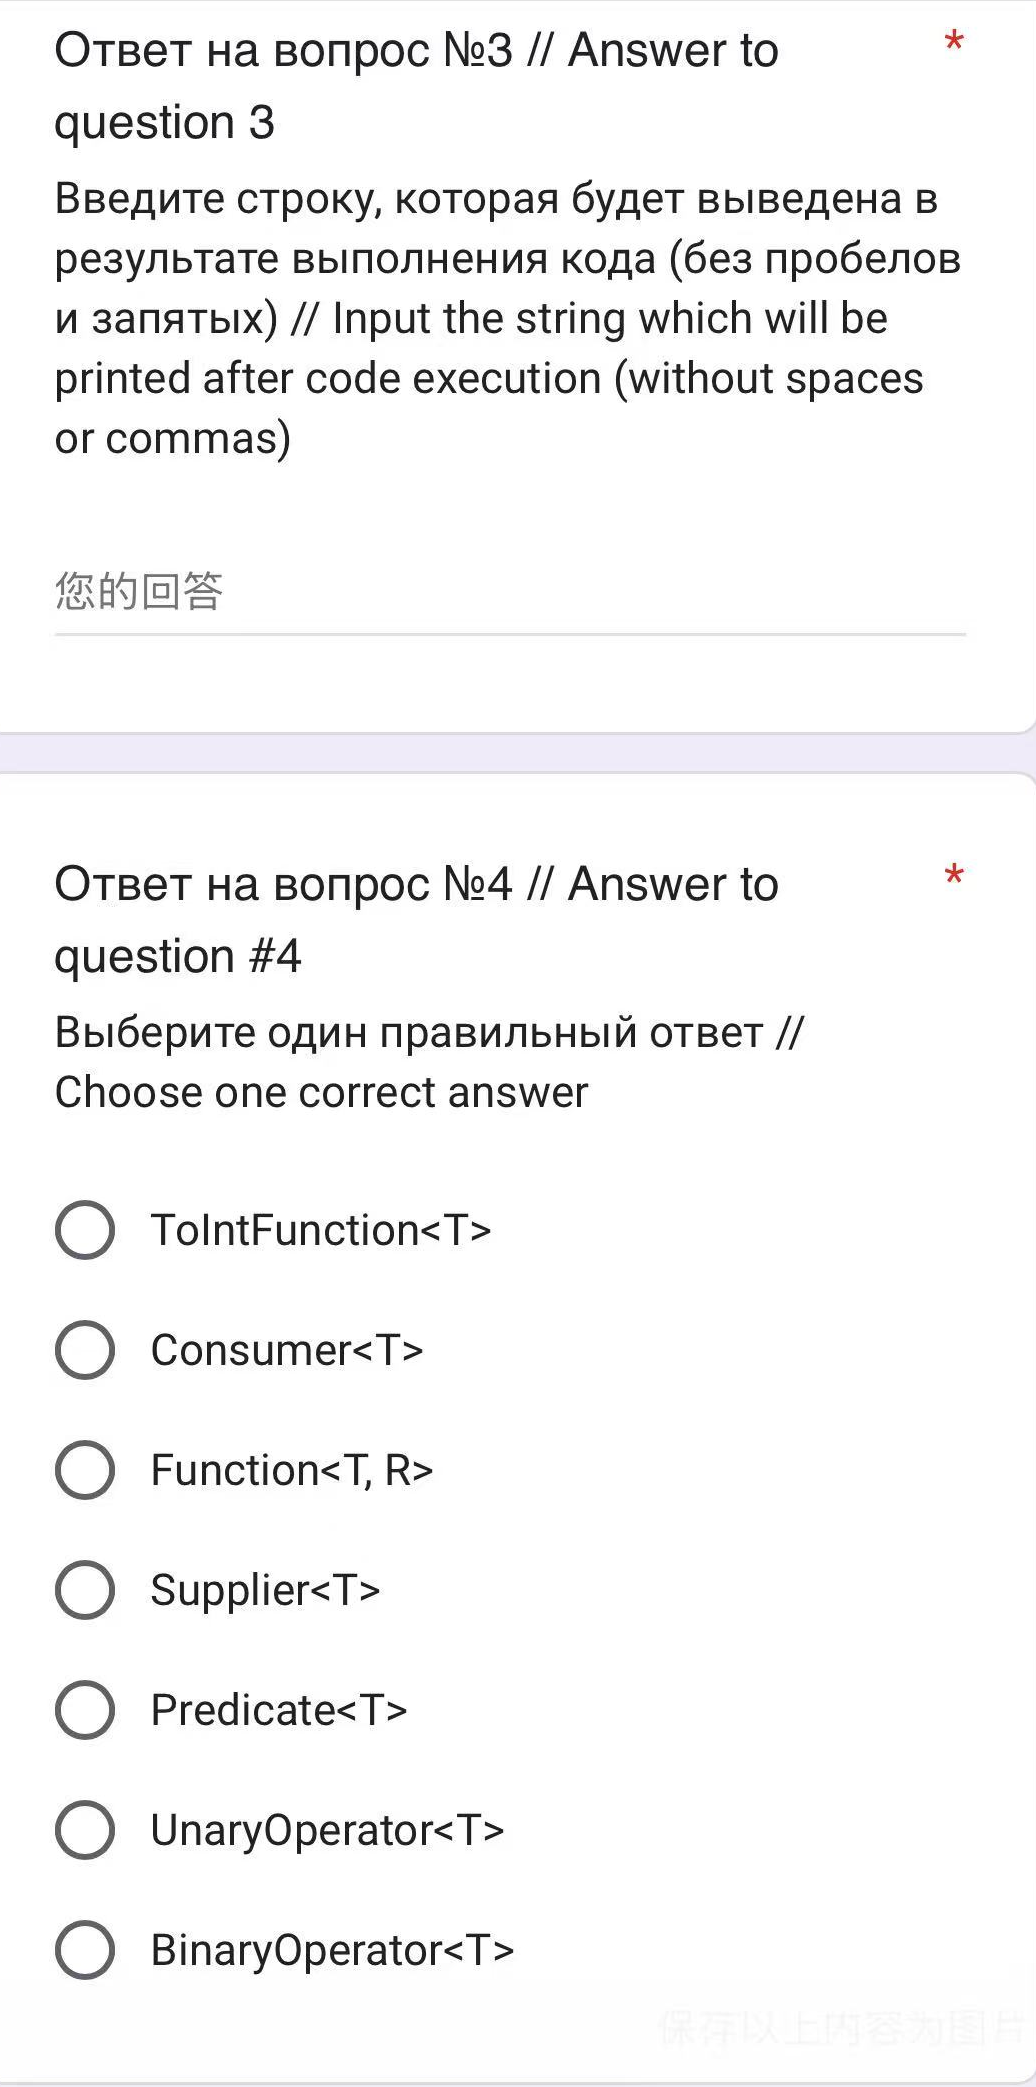 Ответ на вопрос №3 // Answer to *
question 3
Введите строку, которая будет выведена в
результате выполнения кода (без пробелов
и запятых) // Input the string which will be
printed after code execution (without spaces
or commas)
您的回答
Ответ на вопрос №4 // Answer to *
question #4
Выберите один правильный ответ //
Choose one correct answer
ToIntFunction<T>
Consumer<T>
Function<T, R>
Supplier<T>
Predicate<T>
UnaryOperator<T>
BinaryOperator<T>
保存以上内容为图片